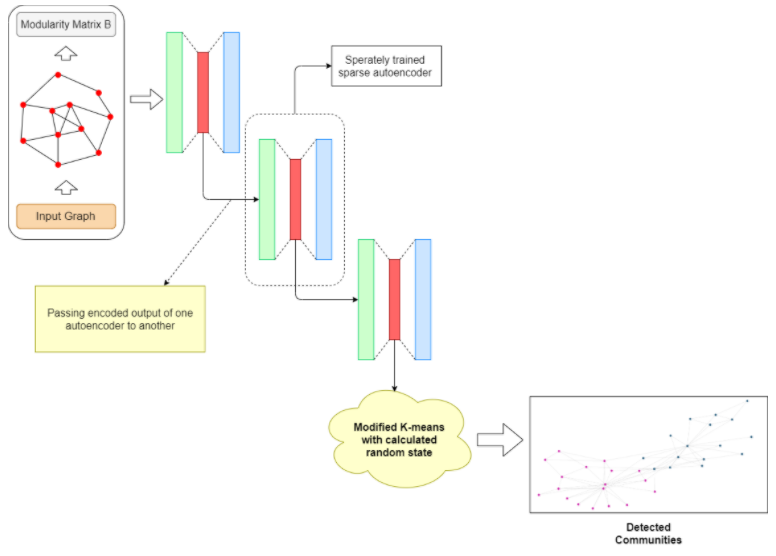 Modularity Matrix B
Input Graph
Sperately trained
sparse autoencoder
Passing encoded output of one
autoencoder to another
Modified K-means
with calculated
random state
Detected
Communities